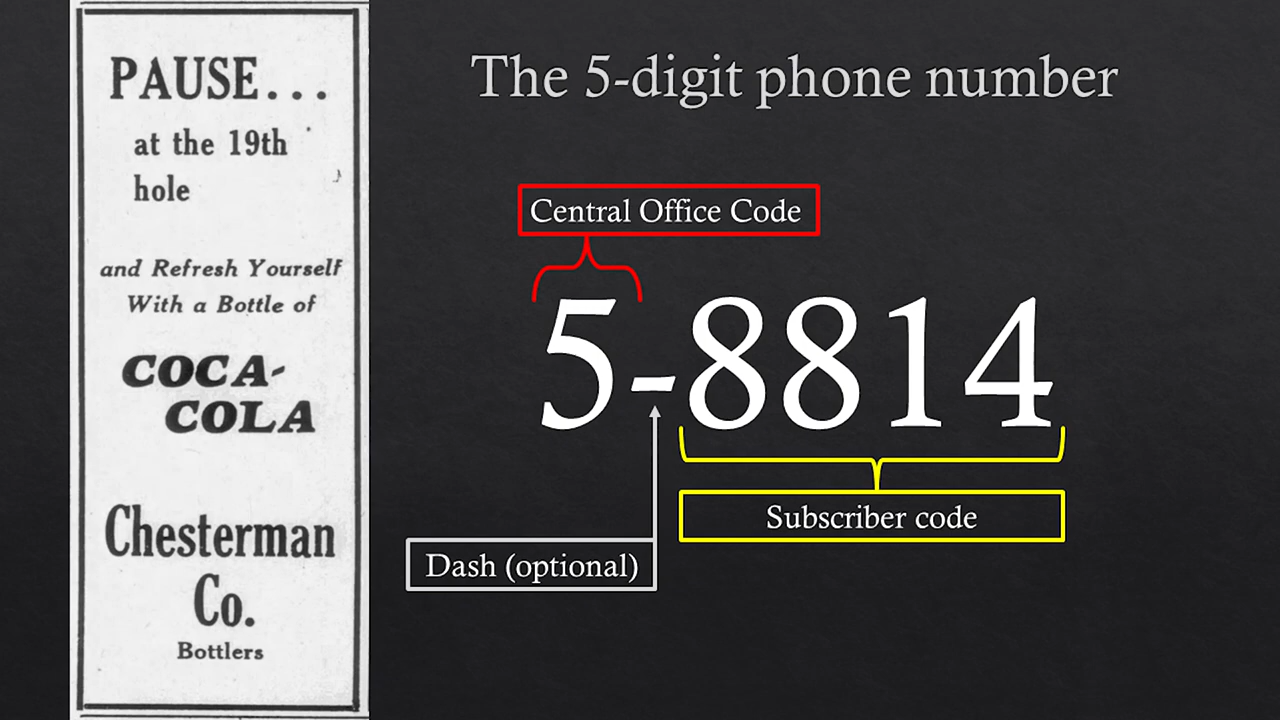 PAUSE...
at the 19th
hole
and Refresh Yourself
With a Bottle of
COCA-
COLA
Chesterman
Co.
Bottlers
The 5-digit phone number
Central Office Code
5-8814
Subscriber code
Dash (optional)